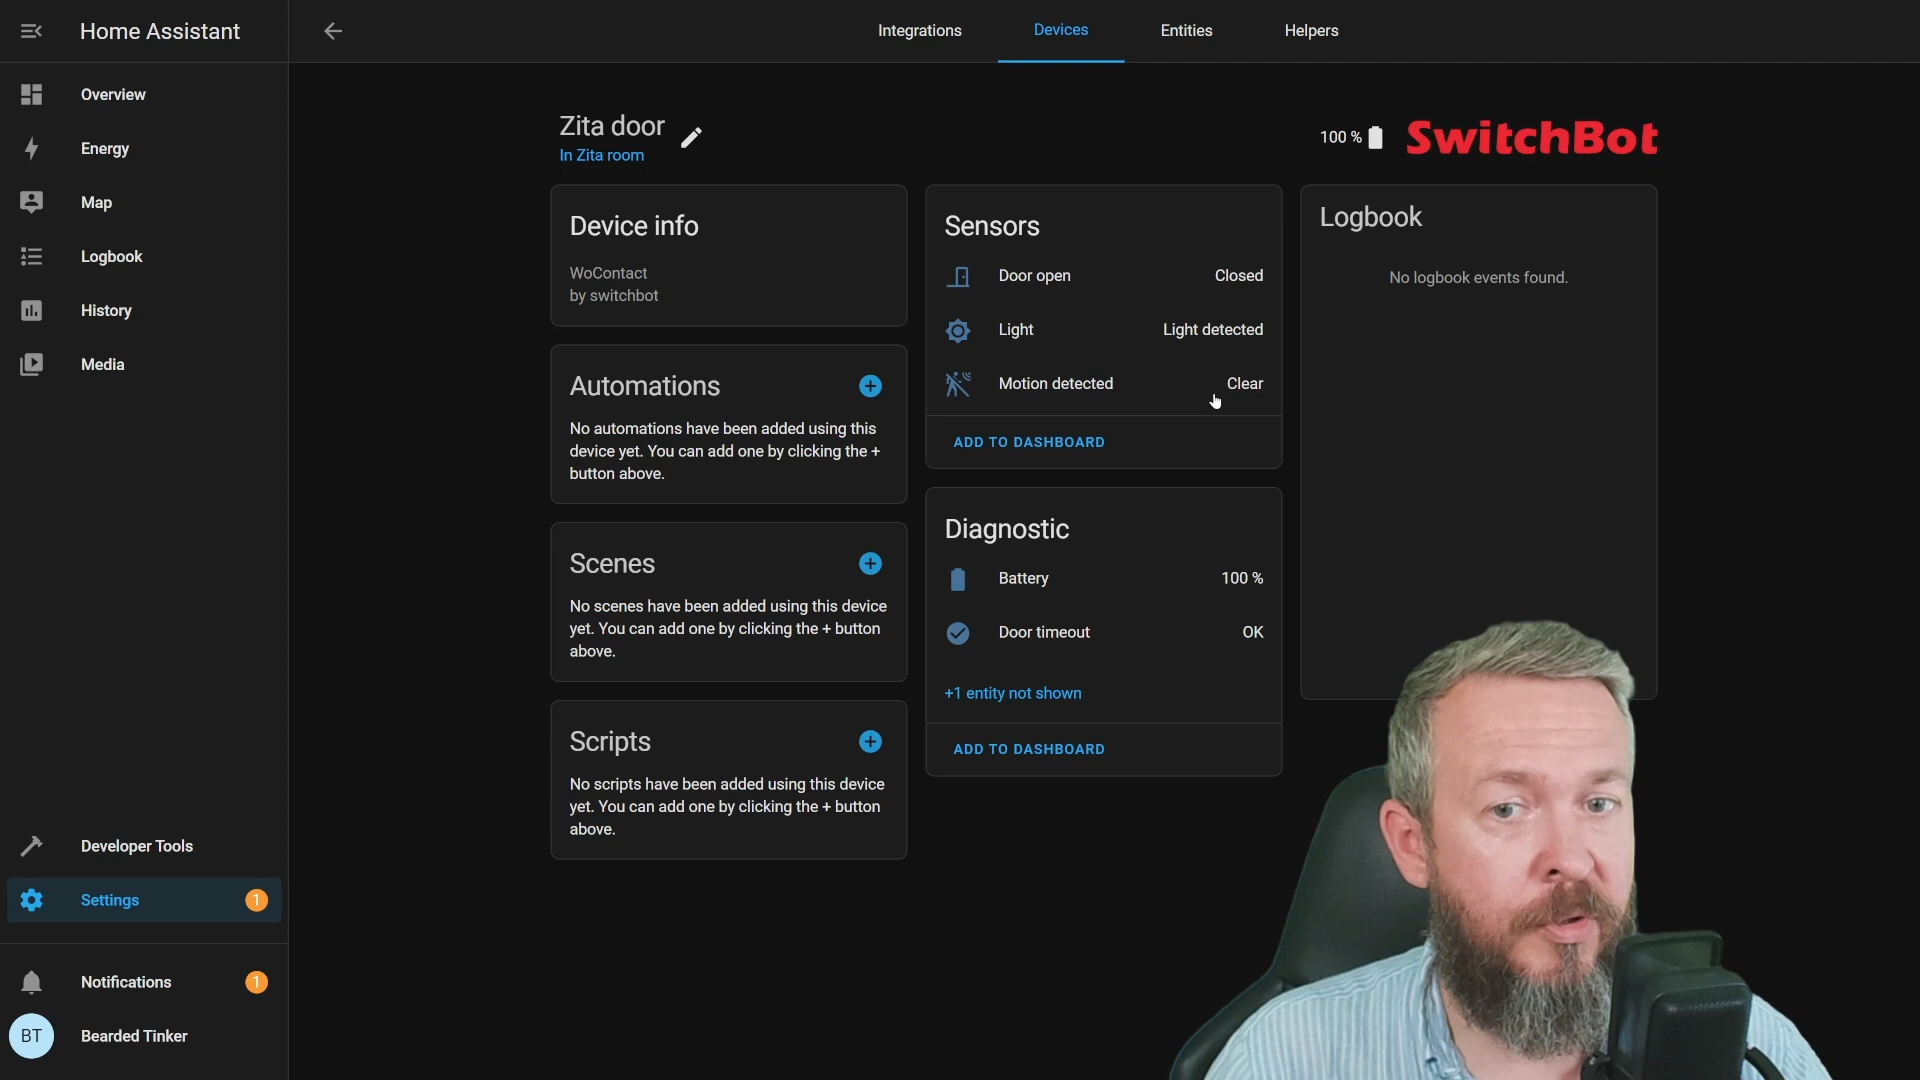 Home Assistant
Overview
Energy
Map
Logbook
History
Media
Developer Tools
Settings 1
Notifications 1
BT Bearded Tinker
Integrations Devices Entities Helpers
Zita door
In Zita room
100 %
SwitchBot
Device info
WoContact
by switchbot
Automations
No automations have been added using this
device yet. You can add one by clicking the +
button above.
Scenes
No scenes have been added using this device
yet. You can add one by clicking the + button
above.
Scripts
No scripts have been added using this device
yet. You can add one by clicking the + button
above.
Sensors
Door open Closed
Light Light detected
Motion detected Clear
ADD TO DASHBOARD
Diagnostic
Battery 100 %
Door timeout OK
+1 entity not shown
ADD TO DASHBOARD
Logbook
No logbook events found.